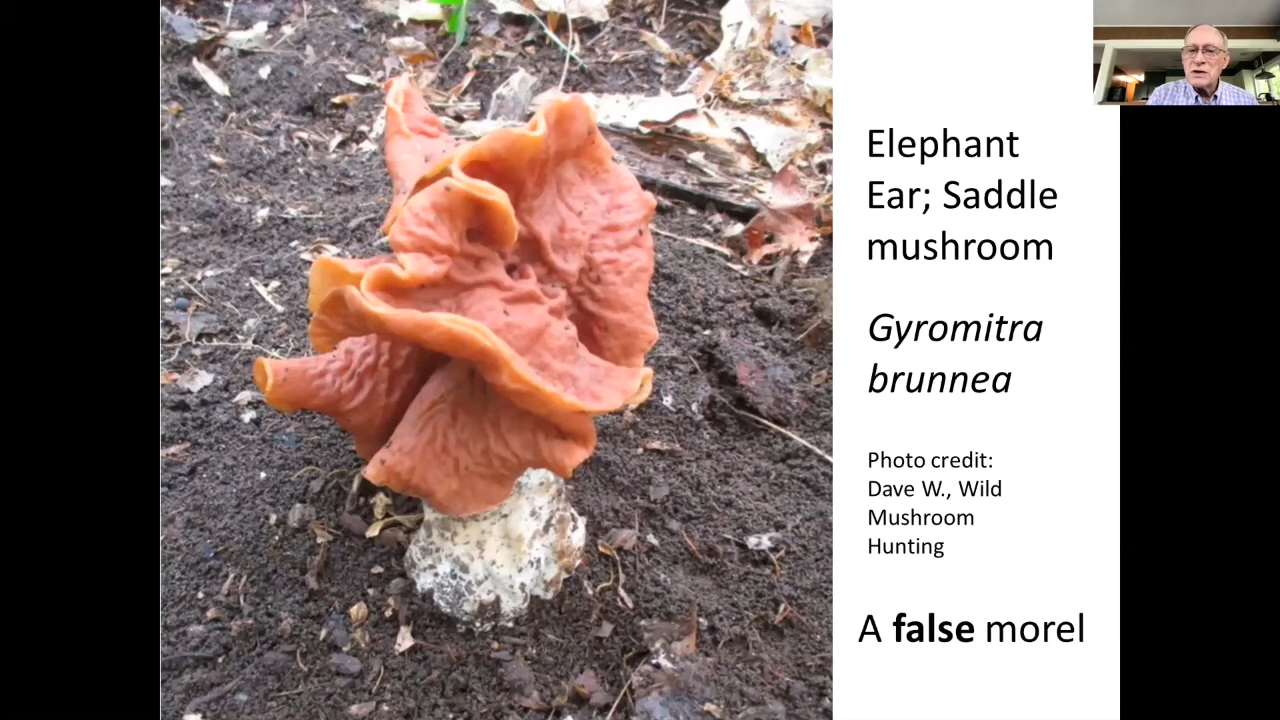 Elephant
Ear; Saddle
mushroom
Gyromitra
brunnea
Photo credit:
Dave W., Wild
Mushroom
Hunting
A false morel